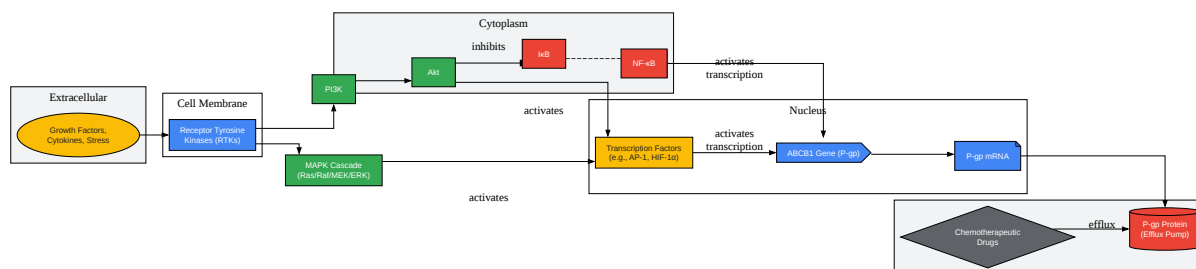 Cytoplasm
inhibits
IκB
NF-κB
Akt
PI3K
activates
transcription
Extracellular
Growth Factors,
Cytokines, Stress
Cell Membrane
Receptor Tyrosine
Kinases (RTKs)
MAPK Cascade
(Ras/Raf/MEK/ERK)
activates
activates
Nucleus
Transcription Factors
(e.g., AP-1, HIF-1α)
activates
transcription
ABCB1 Gene (P-gp)
P-gp mRNA
Chemotherapeutic
Drugs
efflux
P-gp Protein
(Efflux Pump)